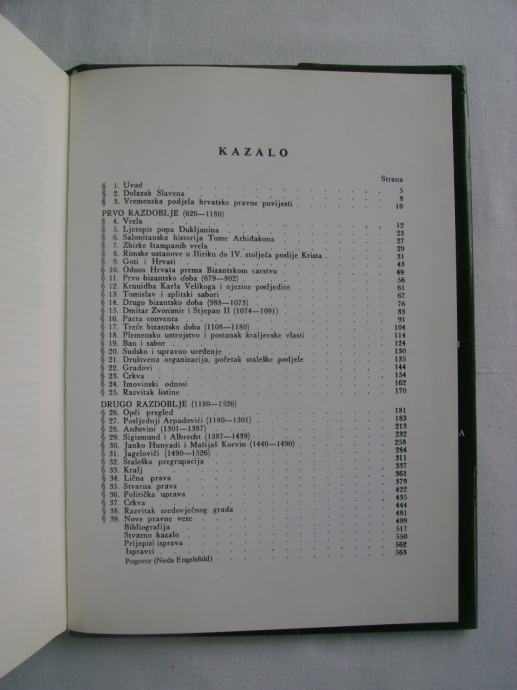 KAZALO
Strana
§ 1. Uvod 5
§ 2. Dolazak Slavena 8
§ 3. Vremenska podjela hrvatske pravne povijesti 10
PRVO RAZDOBLJE (626—1180)
§ 4. Vrela 12
§ 5. Ljetopis popa Dukljanina 23
§ 6. Salonitanska historija Tome Arhiđakona 27
§ 7. Zbirke štampanih vrela 29
§ 8. Rimske ustanove u Iliriku do IV. stoljeća poslije Krista 31
§ 9. Goti i Hrvati 43
§ 10. Odnos Hrvata prema Bizantskom carstvu 49
§ 11. Prvo bizantsko doba (679—802) 56
§ 12. Krunidba Karla Velikoga i njezine posljedice 61
§ 13. Tomislav i splitski sabori 67
§ 14. Drugo bizantsko doba (988—1073) 76
§ 15. Dmitar Zvonimir i Stjepan II (1074—1091) 83
§ 16. Pacta conventa 91
§ 17. Treće bizantsko doba (1108—1180) 104
§ 18. Plemensko ustrojstvo i postanak kraljevske vlasti 114
§ 19. Ban i sabor 124
§ 20. Sudsko i upravno uređenje 130
§ 21. Društvena organizacija, početak staleške podjele 135
§ 22. Gradovi 144
§ 23. Crkva 154
§ 24. Imovinski odnosi 162
§ 25. Razvitak listine 170
DRUGO RAZDOBLJE (1180—1526)
§ 26. Opći pregled 181
§ 27. Posljednji Arpadovići (1180—1301) 183
§ 28. Anžuvini (1301—1387) 213
§ 29. Sigismund i Albrecht (1387—1439) 232
§ 30. Janko Hunyadi i Matijaš Korvin (1440—1490) 258
§ 31. Jagelovići (1490—1526) 284
§ 32. Staleška pregrupacija 311
§ 33. Kralj 337
§ 34. Lična prava 361
§ 35. Stvarna prava 379
§ 36. Politička uprava 422
§ 37. Crkva 435
§ 38. Razvitak sredovječnog grada 444
§ 39. Nove pravne veze 481
Bibliografija 499
Stvarno kazalo 517
Prijepisi isprava 550
Ispravci 562
Pogovor (Neda Engelsfeld) 563